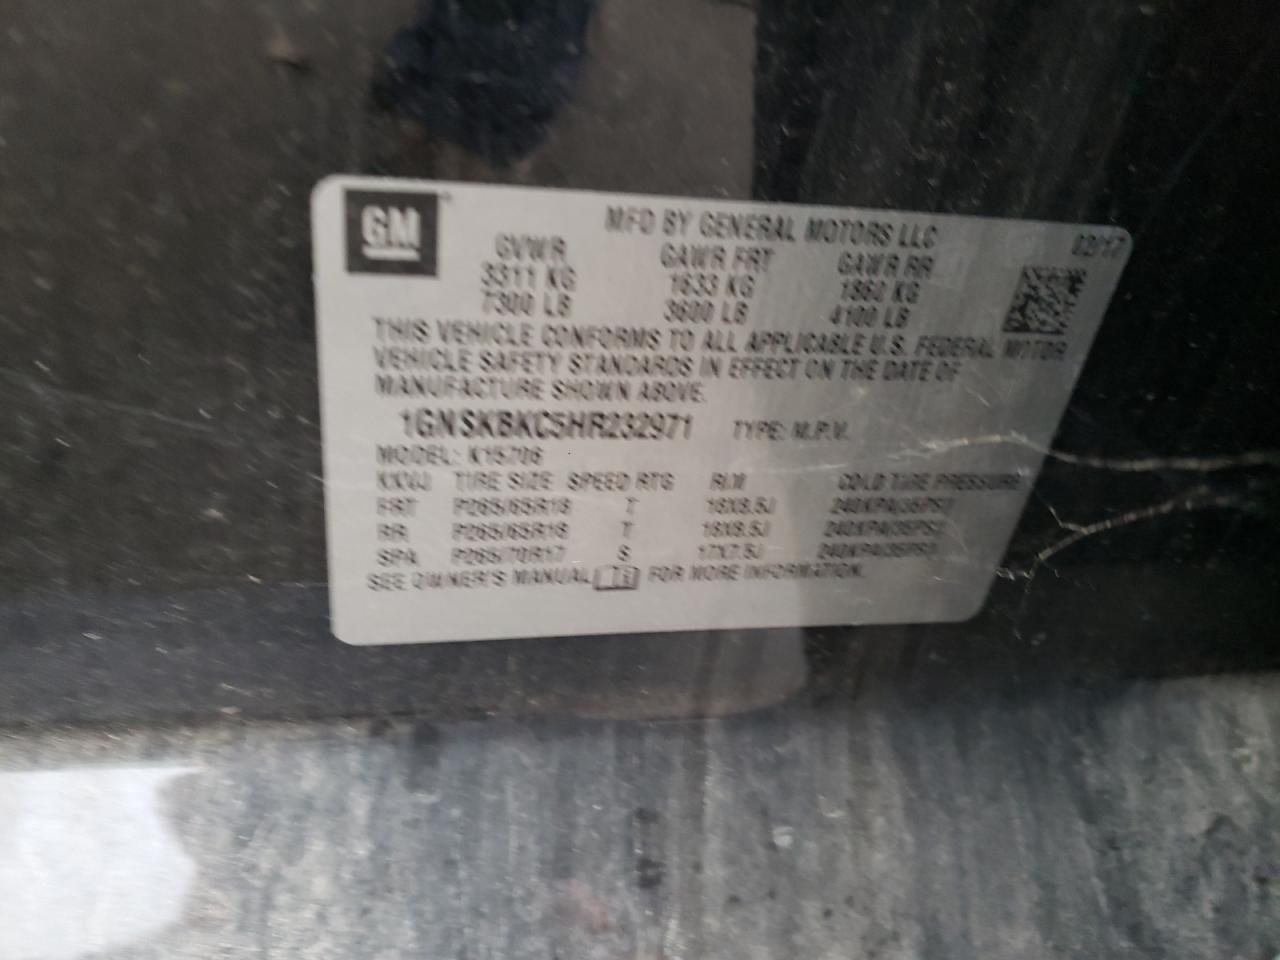 GM
MFD BY GENERAL MOTORS LLC 02/17
GVWR GAWR FRT GAWR RR
3311 KG 1633 KG 1860 KG
7300 LB 3600 LB 4100 LB
THIS VEHICLE CONFORMS TO ALL APPLICABLE U.S. FEDERAL MOTOR
VEHICLE SAFETY STANDARDS IN EFFECT ON THE DATE OF
MANUFACTURE SHOWN ABOVE.
1GNSKBKC5HR232971 TYPE: M.P.V.
MODEL: K15706
TIRE SIZE SPEED RTG RIM COLD TIRE PRESSURE
FRT P265/65R18 T 18X8.5J 240KPA(35PSI)
RR P265/65R18 T 18X8.5J 240KPA(35PSI)
SPA P265/70R17 S 17X7.5J 240KPA(35PSI)
SEE OWNER'S MANUAL FOR MORE INFORMATION.